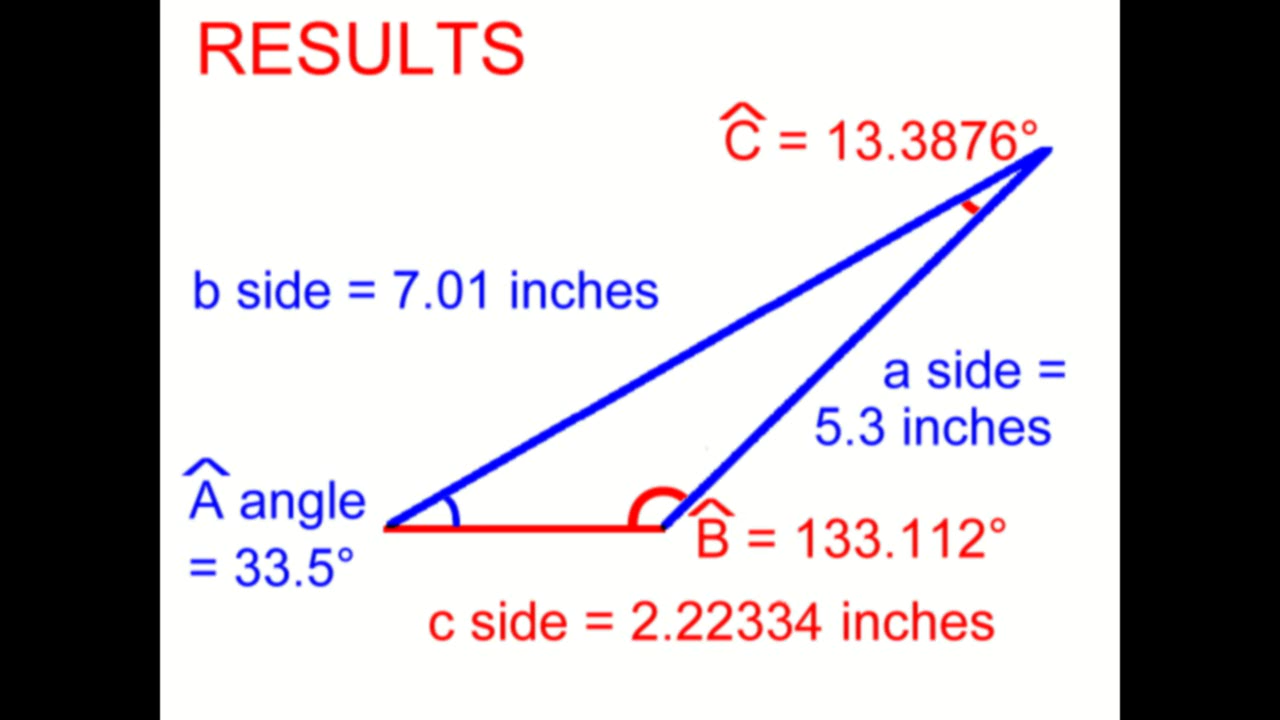 RESULTS
Ĉ = 13.3876°
b side = 7.01 inches
a side =
5.3 inches
Â angle
= 33.5°
B̂ = 133.112°
c side = 2.22334 inches